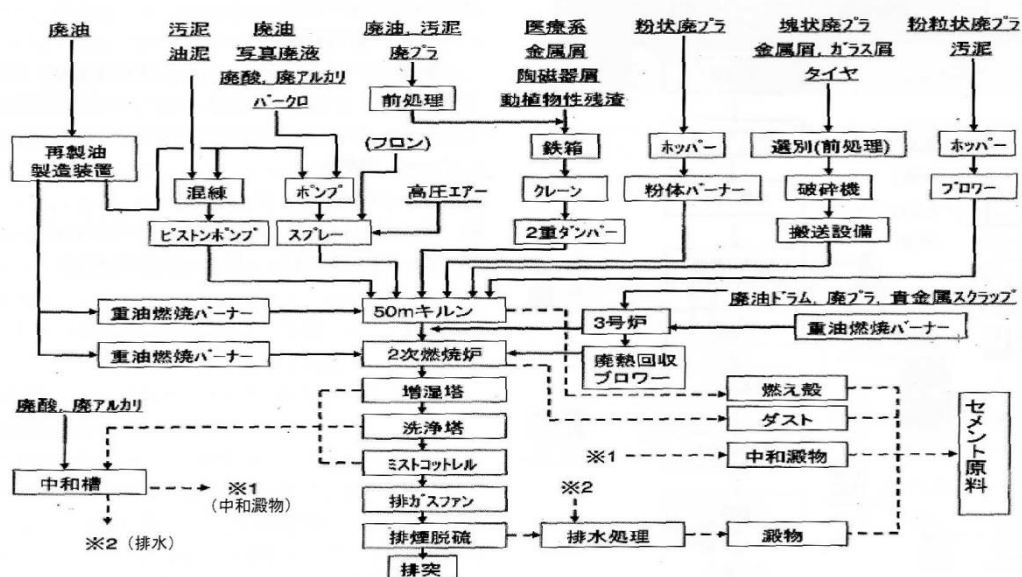 廃油
汚泥
油泥
廃油
写真廃液
廃酸, 廃アルカリ
パークロ
廃油, 汚泥
廃プラ
医療系
金属屑
陶磁器屑
動植物性残渣
粉状廃プラ
塊状廃プラ
金属屑, ガラス屑
タイヤ
粉粒状廃プラ
汚泥
前処理
再製油
製造装置
(フロン)
鉄箱
ホッパー
選別(前処理)
ホッパー
混練
ポンプ
高圧エアー
クレーン
粉体バーナー
破砕機
ブロワー
ピストンポンプ
スプレー
2重ダンパー
搬送設備
重油燃焼バーナー
50mキルン
3号炉
廃油ドラム, 廃プラ, 貴金属スクラップ
重油燃焼バーナー
重油燃焼バーナー
2次燃焼炉
廃熱回収
ブロワー
増湿塔
燃え殻
廃酸, 廃アルカリ
洗浄塔
ダスト
セメント原料
ミストコットレル
※1
中和澱物
中和槽
※1
(中和澱物)
排ガスファン
※2
※2 (排水)
排煙脱硫
排水処理
澱物
排突